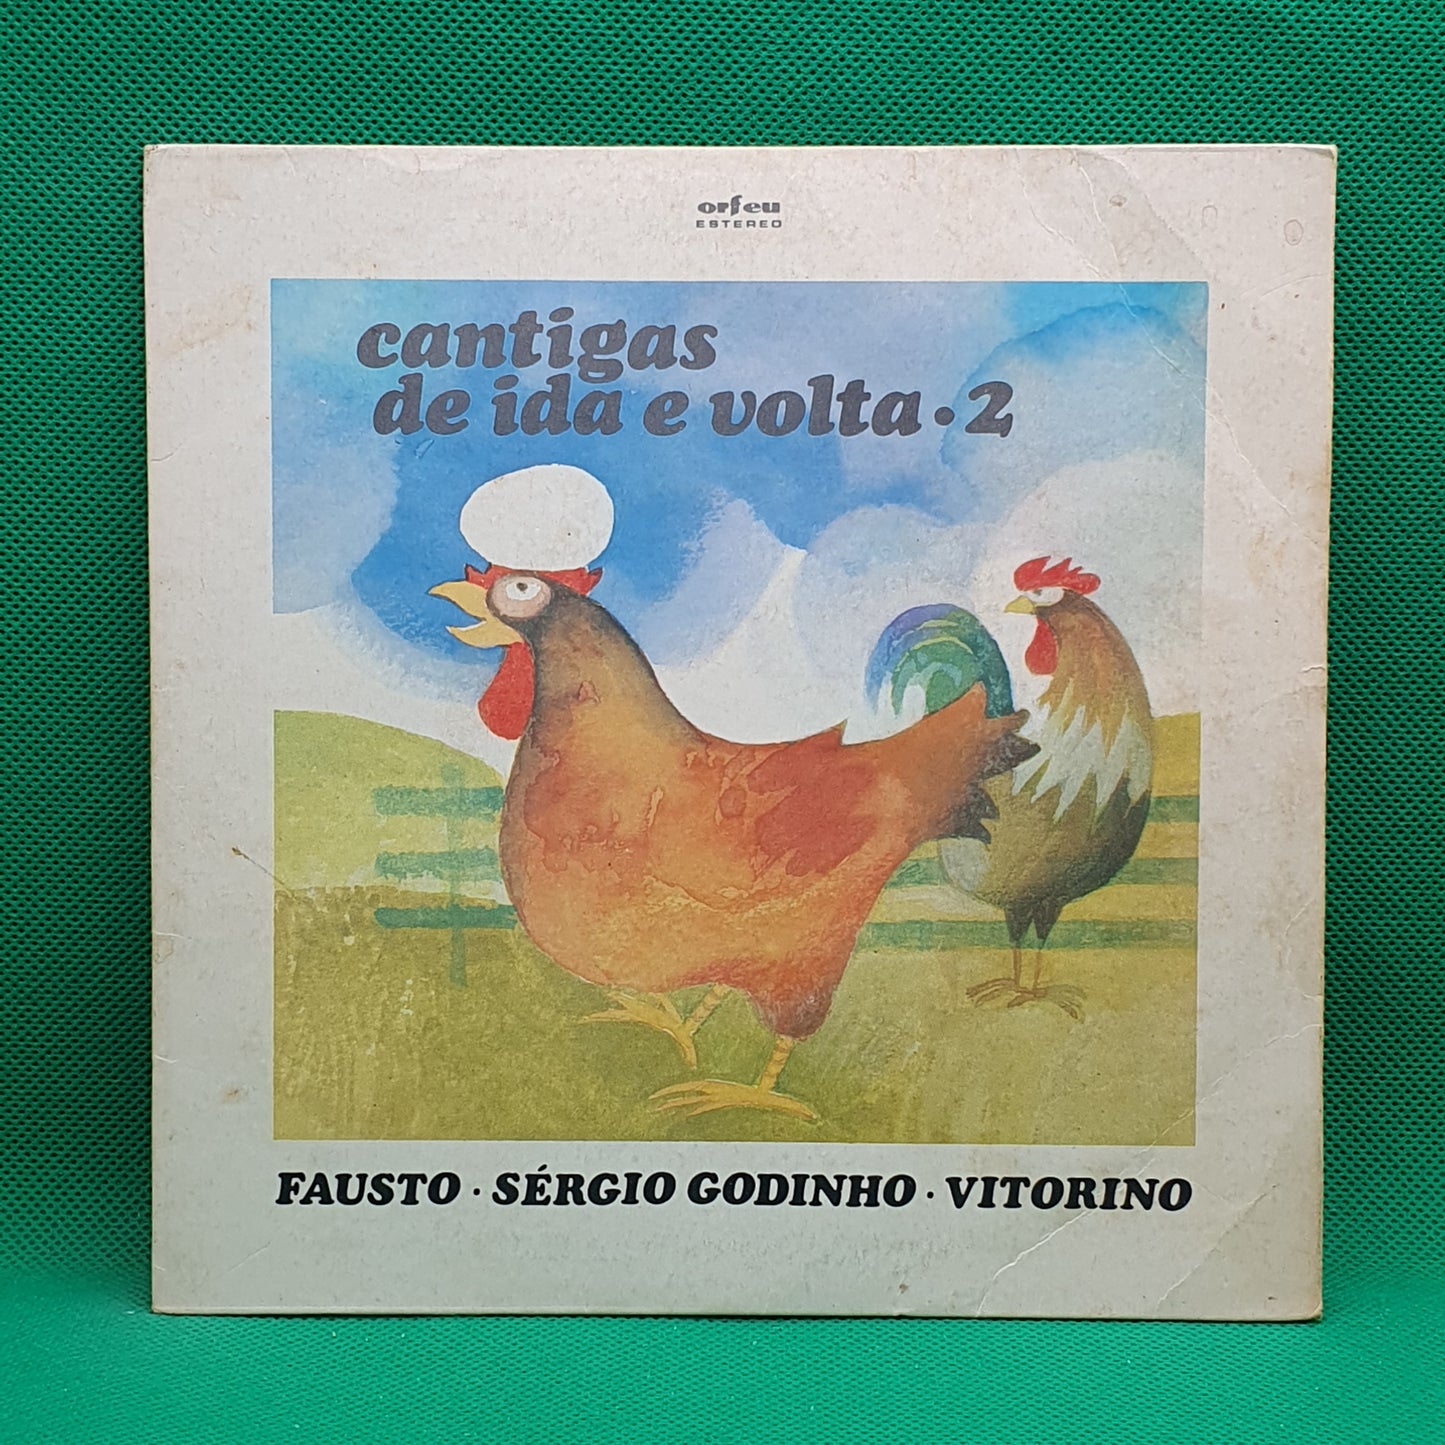 orfeu
ESTEREO
cantigas
de ida e volta • 2
FAUSTO · SÉRGIO GODINHO · VITORINO